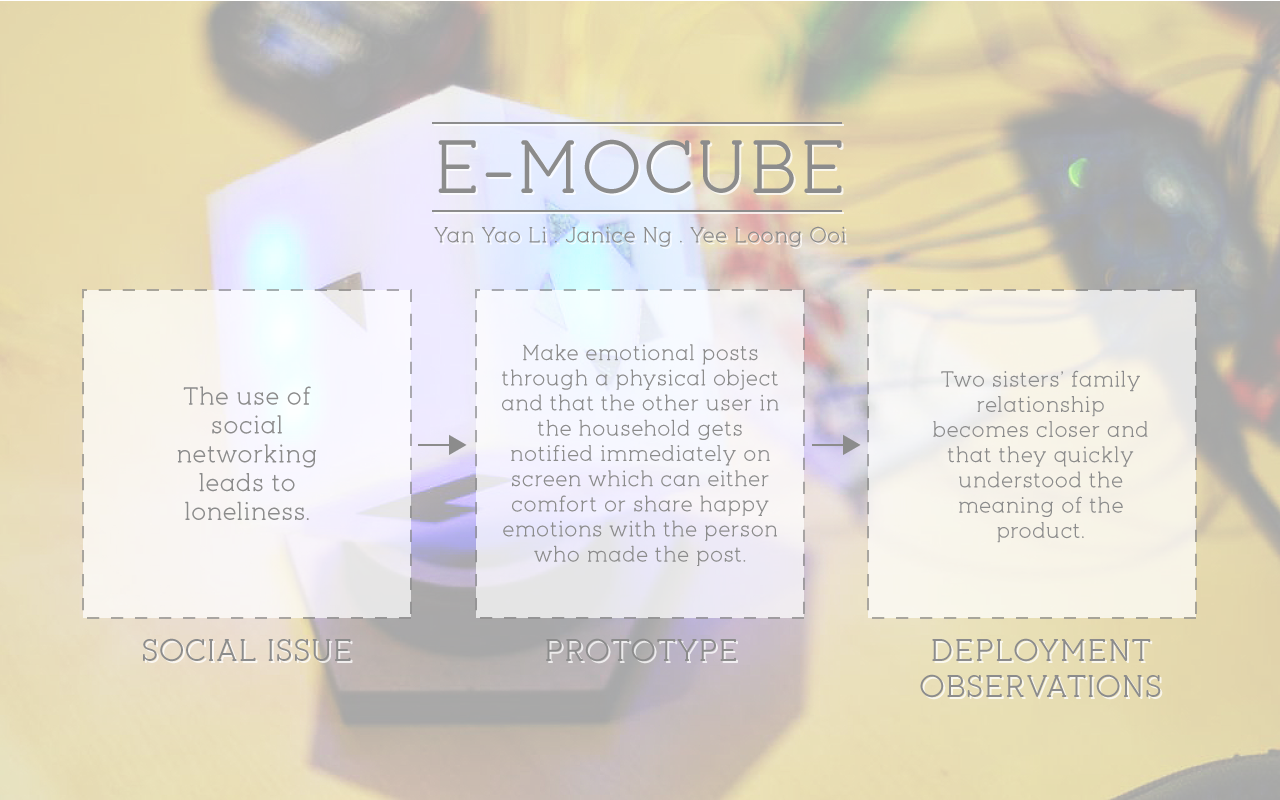 E-MOCUBE
Yan Yao Li . Janice Ng . Yee Loong Ooi
The use of
social
networking
leads to
loneliness.
SOCIAL ISSUE
Make emotional posts
through a physical object
and that the other user in
the household gets
notified immediately on
screen which can either
comfort or share happy
emotions with the person
who made the post.
PROTOTYPE
Two sisters' family
relationship
becomes closer and
that they quickly
understood the
meaning of the
product.
DEPLOYMENT
OBSERVATIONS